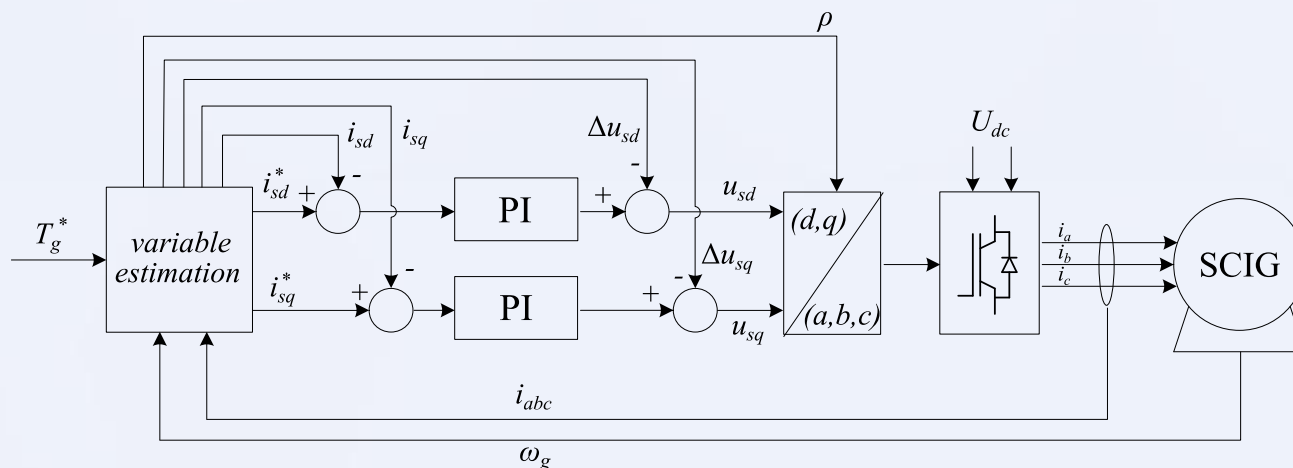 ρ
i_sd
i_sq
Δu_sd
U_dc
i*_sd
+
-
PI
+
-
u_sd
(d,q)
T*_g
variable
estimation
i_a
i_b
i_c
SCIG
i*_sq
+
-
PI
+
-
Δu_sq
u_sq
(a,b,c)
i_abc
ω_g